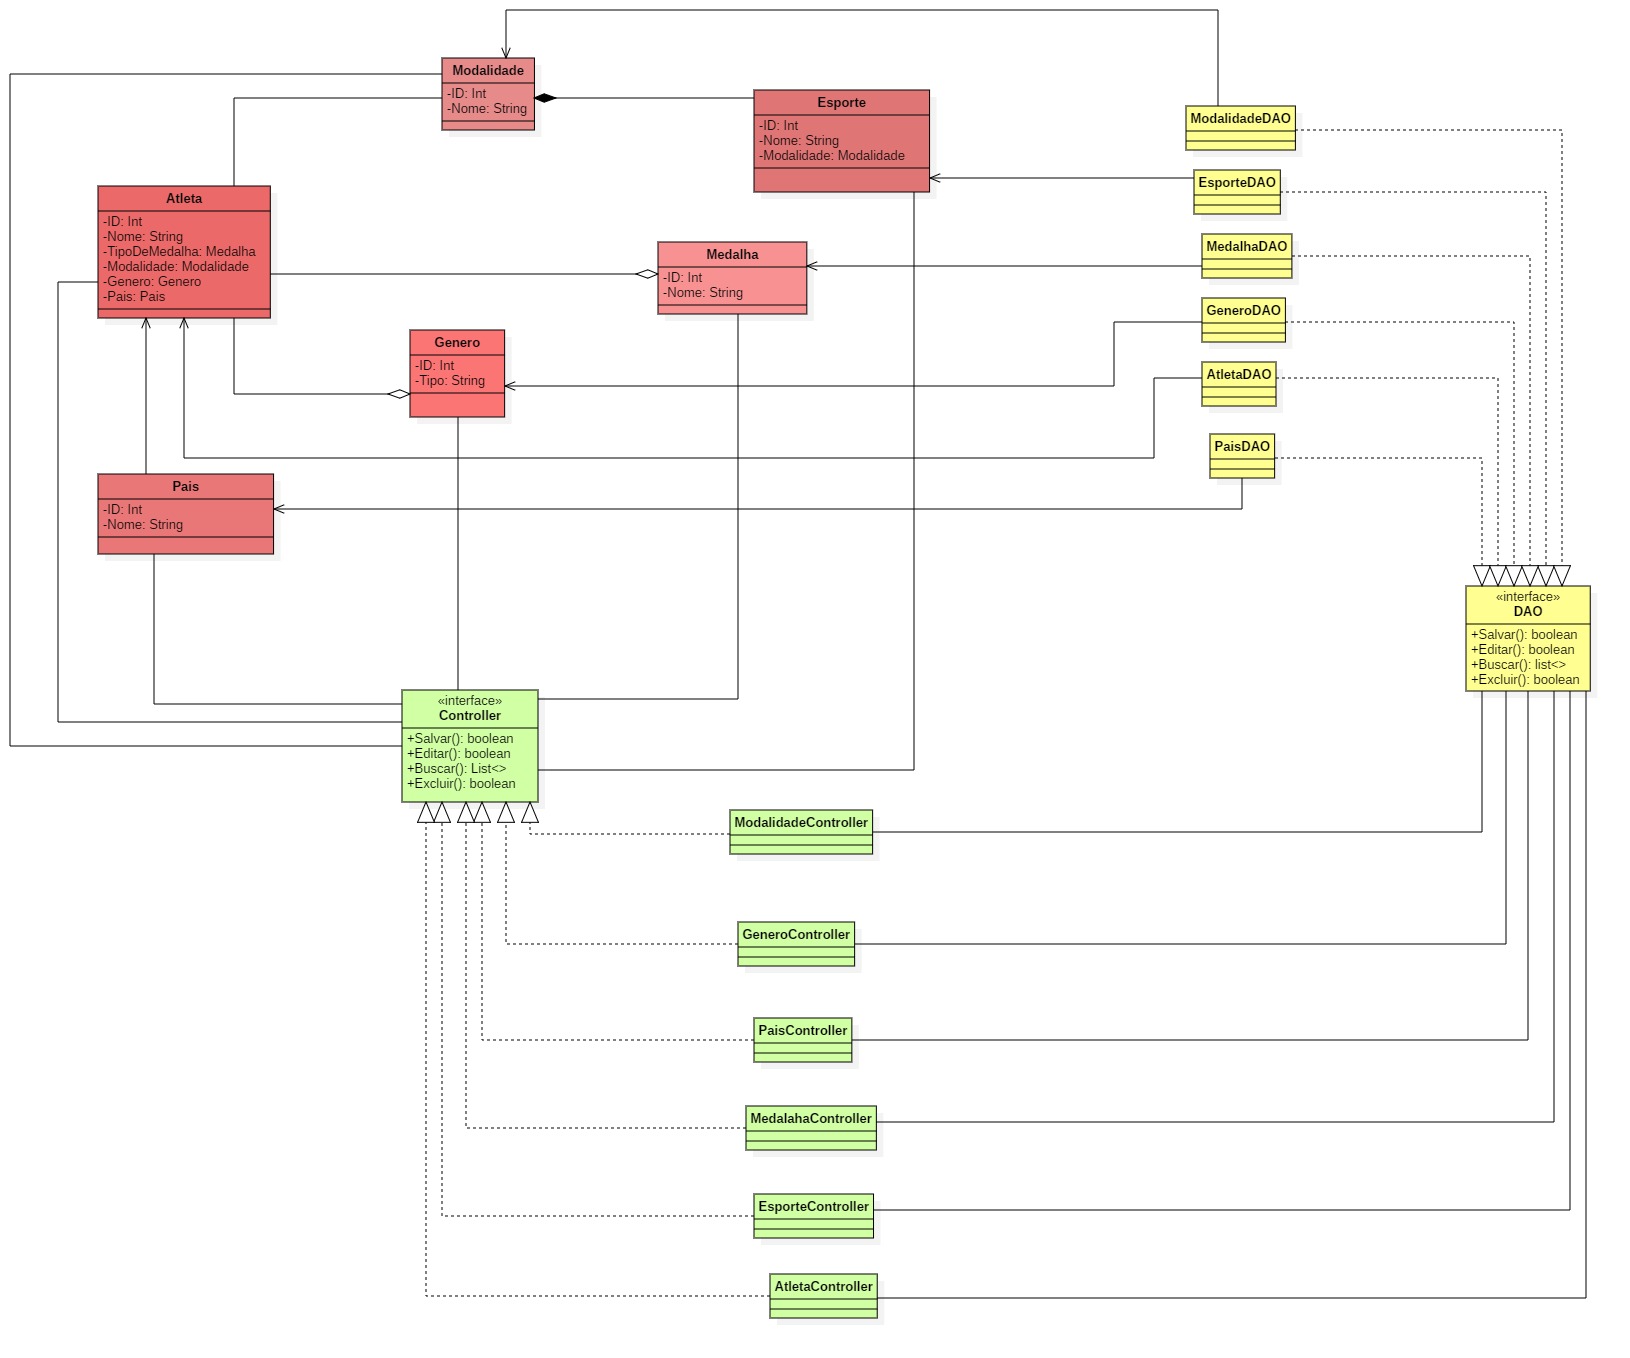 Modalidade
-ID: Int
-Nome: String
Esporte
-ID: Int
-Nome: String
-Modalidade: Modalidade
ModalidadeDAO
EsporteDAO
Atleta
-ID: Int
-Nome: String
-TipoDeMedalha: Medalha
-Modalidade: Modalidade
-Genero: Genero
-Pais: Pais
Medalha
-ID: Int
-Nome: String
MedalhaDAO
GeneroDAO
Genero
-ID: Int
-Tipo: String
AtletaDAO
PaisDAO
Pais
-ID: Int
-Nome: String
«interface»
DAO
+Salvar(): boolean
+Editar(): boolean
+Buscar(): list<>
+Excluir(): boolean
«interface»
Controller
+Salvar(): boolean
+Editar(): boolean
+Buscar(): List<>
+Excluir(): boolean
ModalidadeController
GeneroController
PaisController
MedalahaController
EsporteController
AtletaController